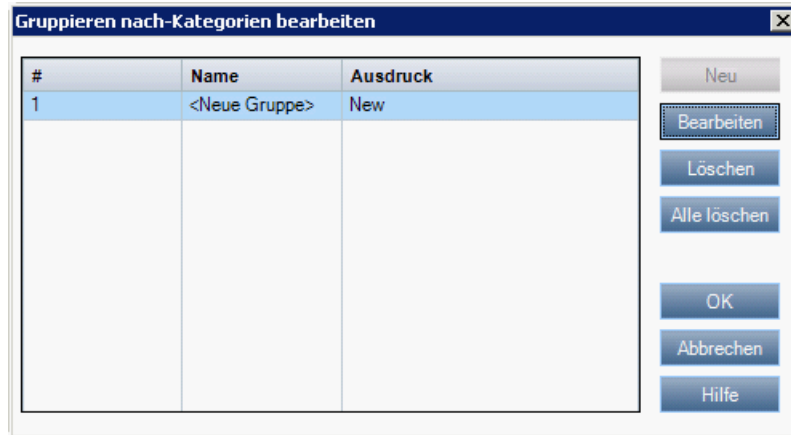 Gruppieren nach-Kategorien bearbeiten
# Name Ausdruck
1 <Neue Gruppe> New
Neu
Bearbeiten
Löschen
Alle löschen
OK
Abbrechen
Hilfe